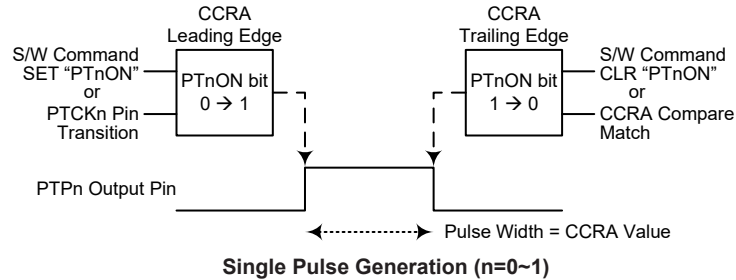 CCRA
Leading Edge
S/W Command
SET “PTnON”
or
PTCKn Pin
Transition
PTnON bit
0 → 1
CCRA
Trailing Edge
PTnON bit
1 → 0
S/W Command
CLR “PTnON”
or
CCRA Compare
Match
PTPn Output Pin
Pulse Width = CCRA Value
Single Pulse Generation (n=0~1)